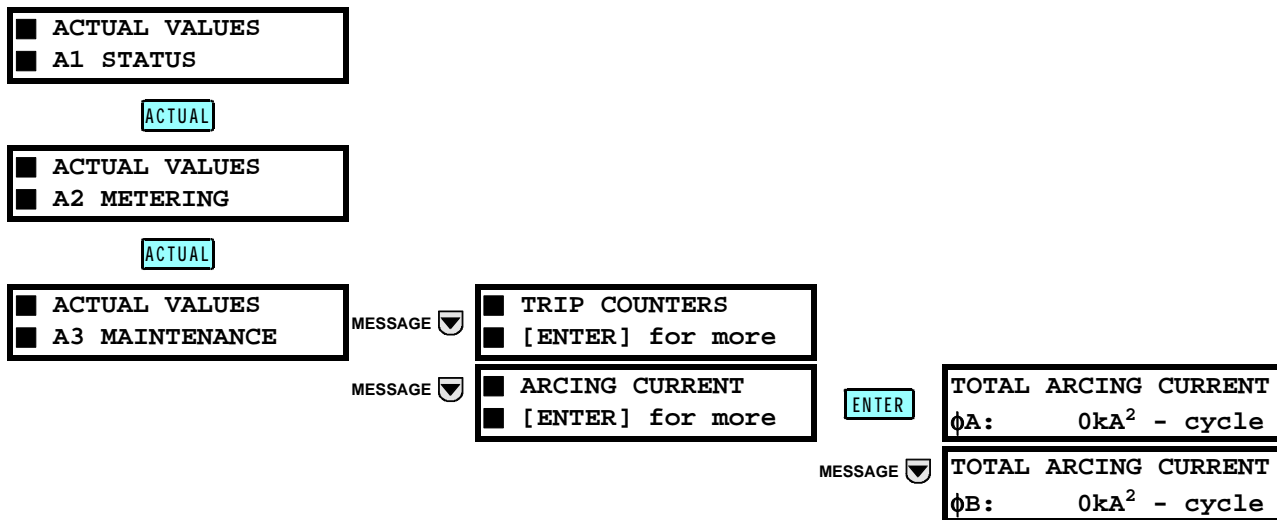 ACTUAL VALUES
A1 STATUS
ACTUAL
ACTUAL VALUES
A2 METERING
ACTUAL
ACTUAL VALUES
A3 MAINTENANCE
MESSAGE
TRIP COUNTERS
[ENTER] for more
MESSAGE
ARCING CURRENT
[ENTER] for more
ENTER
TOTAL ARCING CURRENT
ϕA: 0kA² - cycle
MESSAGE
TOTAL ARCING CURRENT
ϕB: 0kA² - cycle